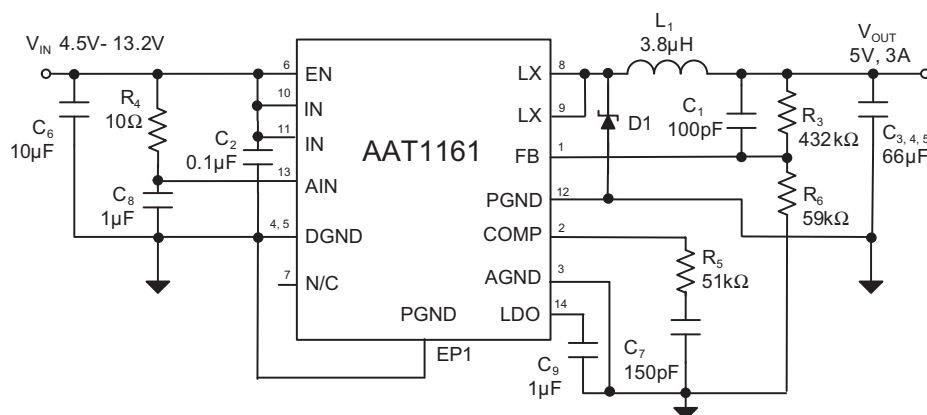 V_IN 4.5V- 13.2V
C₆
10µF
R₄
10Ω
C₈
1µF
C₂
0.1µF
6
10
11
13
4, 5
7
EN
IN
IN
AIN
DGND
N/C
AAT1161
PGND
EP1
LX
LX
FB
PGND
COMP
AGND
LDO
8
9
1
12
2
3
14
L₁
3.8µH
D1
C₁
100pF
R₃
432kΩ
R₆
59kΩ
V_OUT
5V, 3A
C₃, ₄, ₅
66µF
R₅
51kΩ
C₇
150pF
C₉
1µF